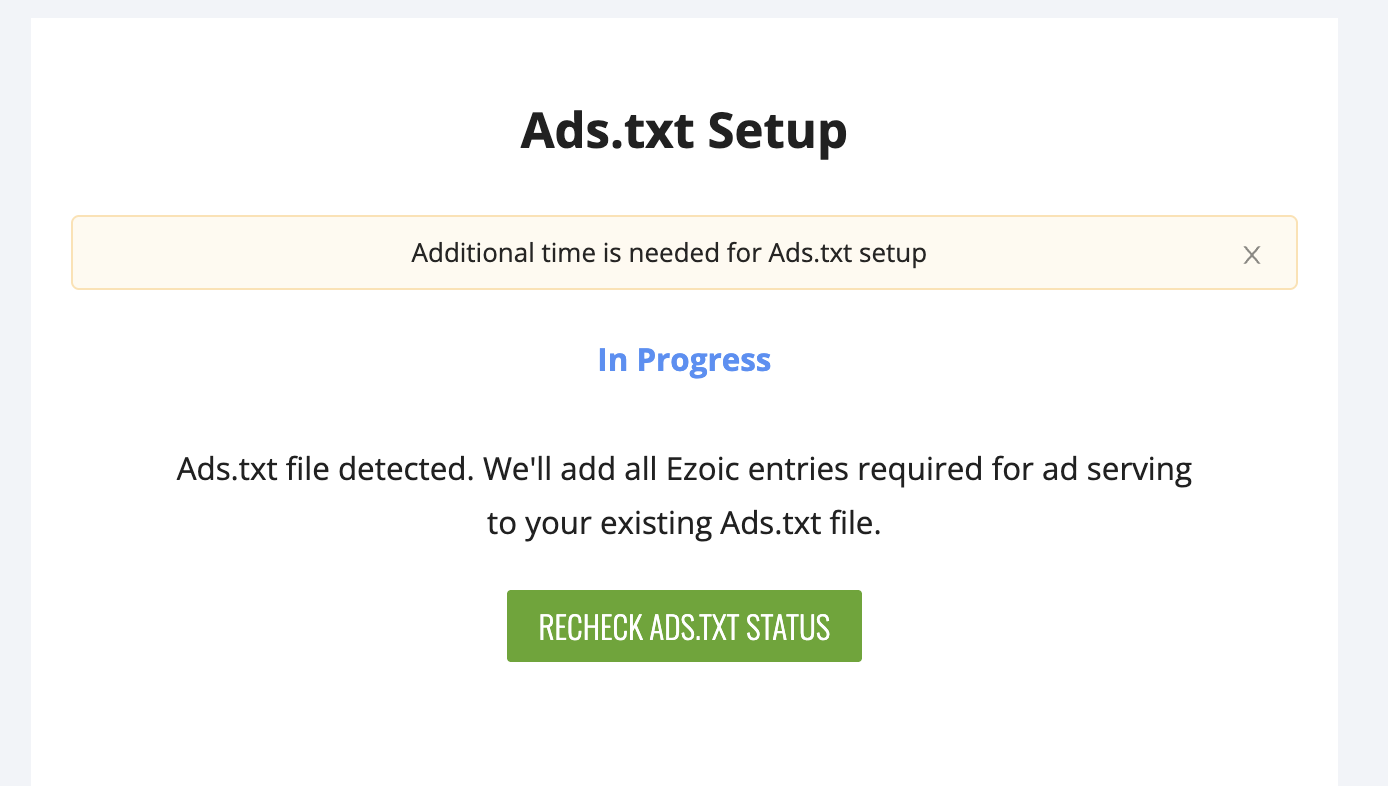 Ads.txt Setup
Additional time is needed for Ads.txt setup
In Progress
Ads.txt file detected. We'll add all Ezoic entries required for ad serving
to your existing Ads.txt file.
RECHECK ADS.TXT STATUS